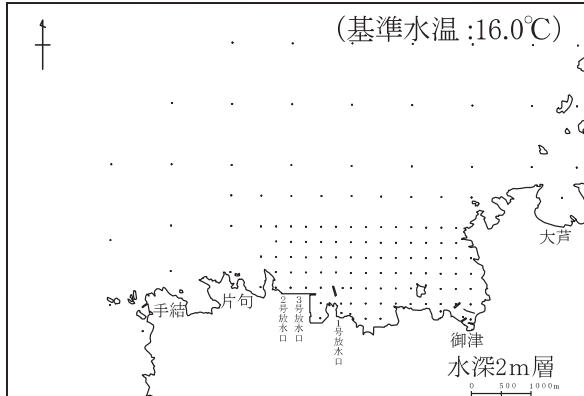 (基準水温:16.0℃)
大芦
手結
片句
2号放水口
3号放水口
1号放水口
御津
水深2m層
0 500 1000m